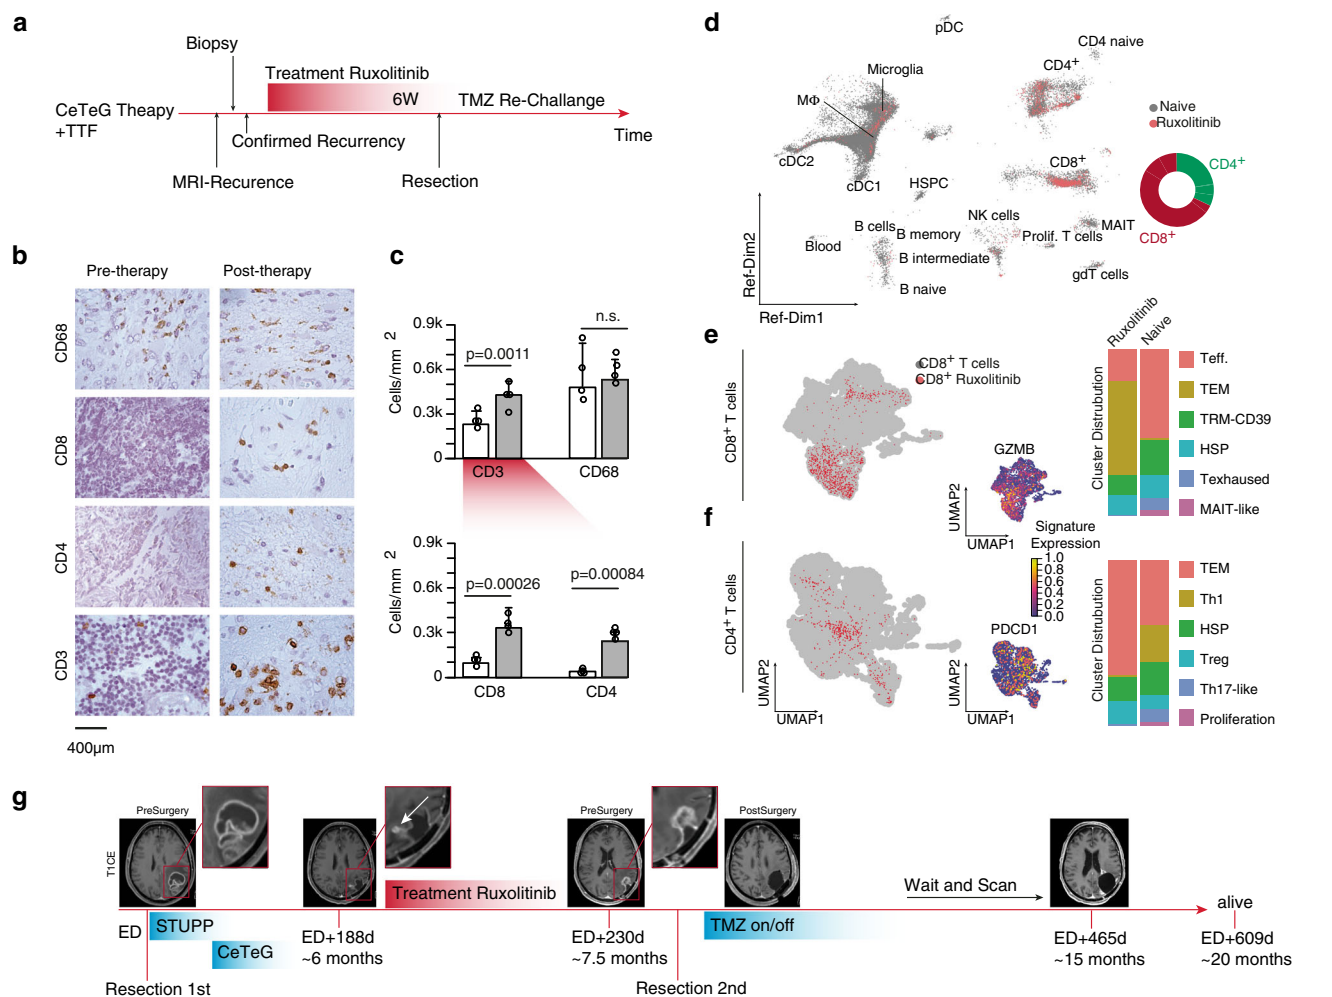 a
Biopsy
Treatment Ruxolitinib
6W
TMZ Re-Challange
CeTeG Theapy
+TTF
Confirmed Recurrency
Time
MRI-Recurence
Resection
b
Pre-therapy
Post-therapy
CD68
CD8
CD4
CD3
400µm
c
Cells/mm 2
0.9k
0.6k
0.3k
0
p=0.0011
n.s.
CD3
CD68
Cells/mm 2
0.9k
0.6k
0.3k
0
p=0.00026
p=0.00084
CD8
CD4
d
pDC
CD4 naive
CD4+
Microglia
MΦ
Naive
Ruxolitinib
cDC2
cDC1
CD8+
HSPC
CD4+
CD8+
NK cells
MAIT
B cells
B memory
Prolif. T cells
Blood
B intermediate
gdT cells
B naive
Ref-Dim2
Ref-Dim1
e
CD8+ T cells
CD8+ T cells
CD8+ Ruxolitinib
GZMB
UMAP2
UMAP1
Ruxolitinib
Naive
Cluster Distrubution
Teff.
TEM
TRM-CD39
HSP
Texhaused
MAIT-like
f
CD4+ T cells
UMAP2
UMAP1
Signature
Expression
1.0
0.8
0.6
0.4
0.2
0.0
PDCD1
UMAP2
UMAP1
Cluster Distrubution
TEM
Th1
HSP
Treg
Th17-like
Proliferation
g
PreSurgery
PreSurgery
PostSurgery
T1CE
Treatment Ruxolitinib
Wait and Scan
alive
ED
STUPP
CeTeG
TMZ on/off
ED+188d
~6 months
ED+230d
~7.5 months
ED+465d
~15 months
ED+609d
~20 months
Resection 1st
Resection 2nd